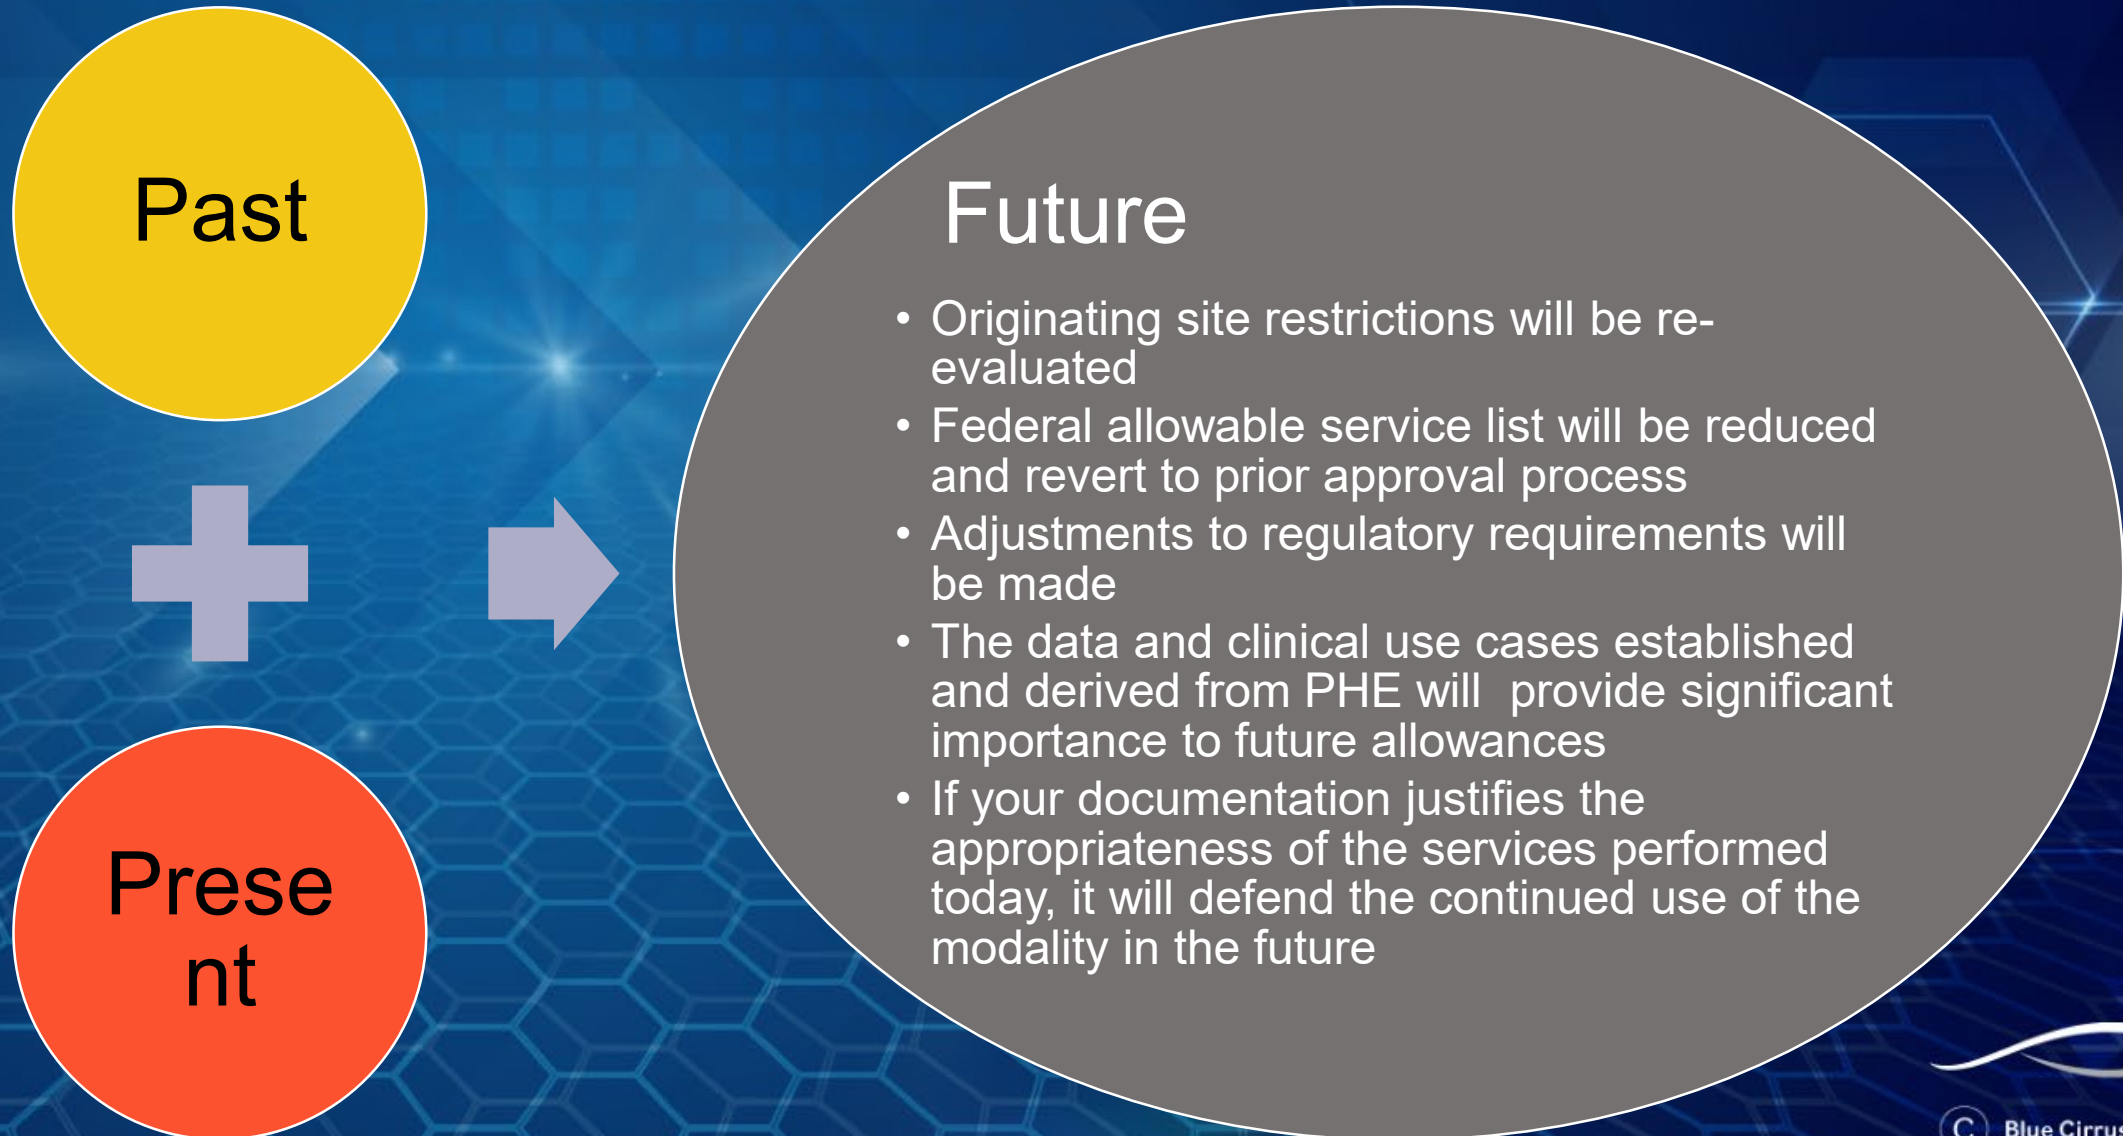 Past
Prese
nt
Future
• Originating site restrictions will be re-
evaluated
• Federal allowable service list will be reduced
and revert to prior approval process
• Adjustments to regulatory requirements will
be made
• The data and clinical use cases established
and derived from PHE will  provide significant
importance to future allowances
• If your documentation justifies the
appropriateness of the services performed
today, it will defend the continued use of the
modality in the future
C Blue Cirrus